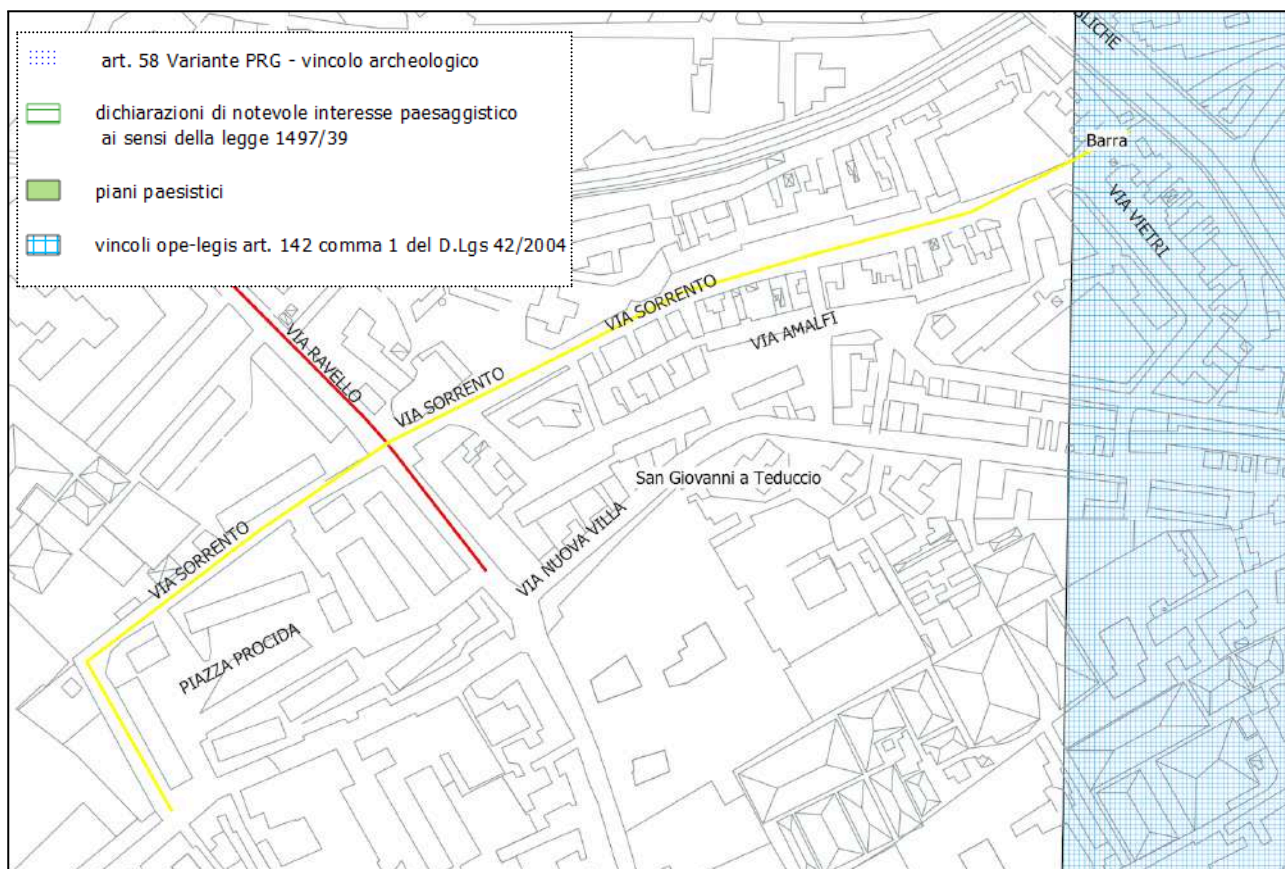 art. 58 Variante PRG - vincolo archeologico
dichiarazioni di notevole interesse paesaggistico
ai sensi della legge 1497/39
piani paesistici
vincoli ope-legis art. 142 comma 1 del D.Lgs 42/2004
Barra
VIA VIETRI
VIA SORRENTO
VIA AMALFI
VIA RAVELLO
VIA SORRENTO
San Giovanni a Teduccio
VIA NUOVA VILLA
VIA SORRENTO
PIAZZA PROCIDA